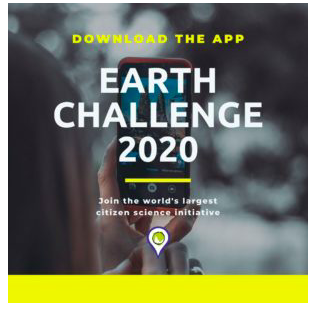 DOWNLOAD THE APP
EARTH
CHALLENGE
2020
Join the world's largest
citizen science initiative